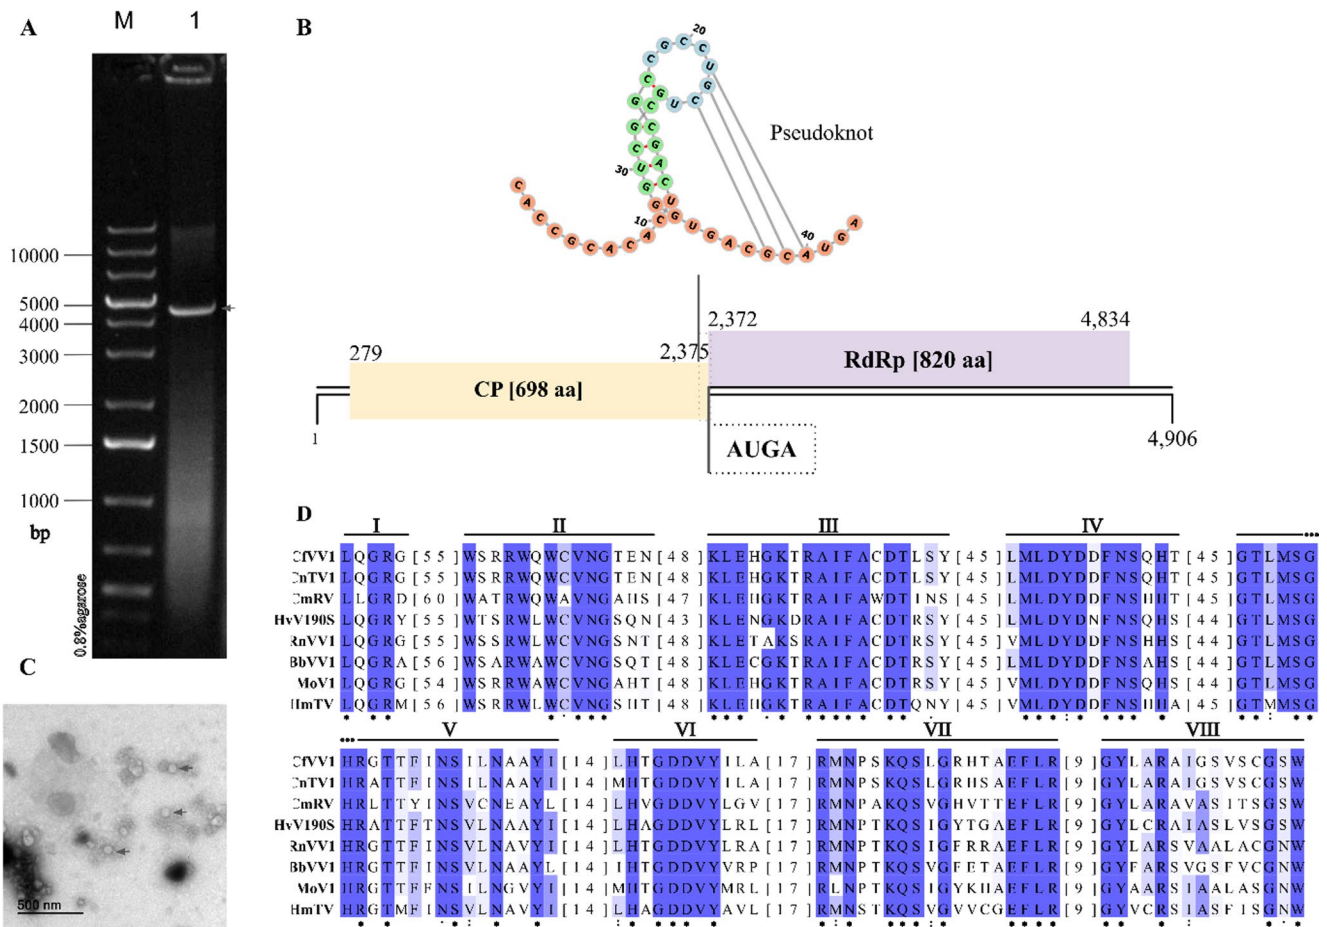 A
M 1
10000
5000
4000
3000
2000
1500
1000
bp
0.8%agarose
B
20
30
10
40
Pseudoknot
C A C C G C A C A C
G U G A C G C A U G A
2,372 4,834
279 2,375
RdRp [820 aa]
CP [698 aa]
1
4,906
AUGA
C
500 nm
D
I II III IV
CfVV1 LQGRG[55]WSRRWQWCVNGTEN[48]KLEHGKTRAIFACDTLSY[45]LMLDYDDFNSQHT[45]GTLMSG
CnTV1 LQGRG[55]WSRRWQWCVNGTEN[48]KLEHGKTRAIFACDTLSY[45]LMLDYDDFNSQHT[45]GTLMSG
CmRV LLGRD[60]WATRWQWAVNGAHS[47]KLEHGKTRAIFAWDTINS[45]LMLDYDDFNSHHT[46]GTLMSG
HvV190S LQGRY[55]WTSRWLWCVNGSQN[43]KLENGKDRAIFACDTRSY[45]LMLDYDNFNSQHS[44]GTLMSG
RnVV1 LQGRG[55]WSSRWLWCVNGSNT[48]KLETAKSRAIFACDTRSY[45]VMLDYDDFNSHHS[44]GTLMSG
BbVV1 LQGRA[56]WSARWAWCVNGSQT[48]KLECGKTRAIFACDTRSY[45]LMLDYDDFNSAHS[44]GTLMSG
MoV1 LQGRG[54]WSRRWAWCVNGAHT[48]KLEHGKTRAIFACDTRSY[45]VMLDYDDFNSQHS[44]GTMMSG
HmTV LQGRM[56]WSRRWLWCVNGSHT[48]KLEHGKTRAIFACDTQNY[45]VMLDYDDFNSHHA[44]GTMMSG
V VI VII VIII
CfVV1 HRGTTFINSILNAAYI[14]LHTGDDVYILA[17]RMNPSKQSLGRHTAEFLR[9]GYLARAIGSVSCGSW
CnTV1 HRATTFINSILNAAYI[14]MHTGDDVYILA[17]RMNPSKQSLGRHTAEFLR[9]GYLARAIGSVSCGSW
CmRV HRLTTYINSVCNEAYL[14]LHVGDDVYLGV[17]RMNPAKQSVGHVTTEFLR[9]GYLARAVASITSGSW
HvV190S HRATTFTNSVLNAAYI[14]LHAGDDVYLRL[17]RMNPTKQSIGYTGAEFLR[9]GYLCRAIASLVSGSW
RnVV1 HRGTTFINSVLNAVYI[14]LHTGDDVYIRA[17]RMNPTKQSIGFRRAEFLR[9]GYLARSVAALACGNW
BbVV1 HRGTTFINSVLNAAYL[14]IHTGDDVYVRP[17]RMNPTKQSVGFETAEFLR[9]GYFARSVGSFVCGSW
MoV1 HRGTTFFNSILNGVYI[14]MHTGDDVYMRL[17]RLNPTKQSIGYKHAEFLR[9]GYAARSIAALASGNW
HmTV HRGTMFINSVLNAVYI[14]LHAGDDVYAVL[17]RMNSTKQSVGVVCGEFLR[9]GYVCRSIASFISGNW